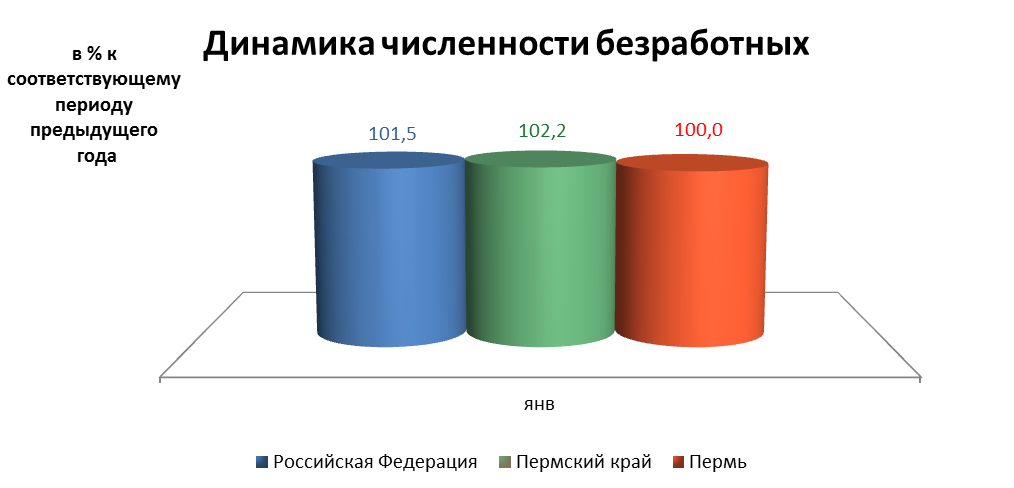 Динамика численности безработных
в % к
соответствующему
периоду
предыдущего
года
101,5
102,2
100,0
янв
Российская Федерация
Пермский край
Пермь